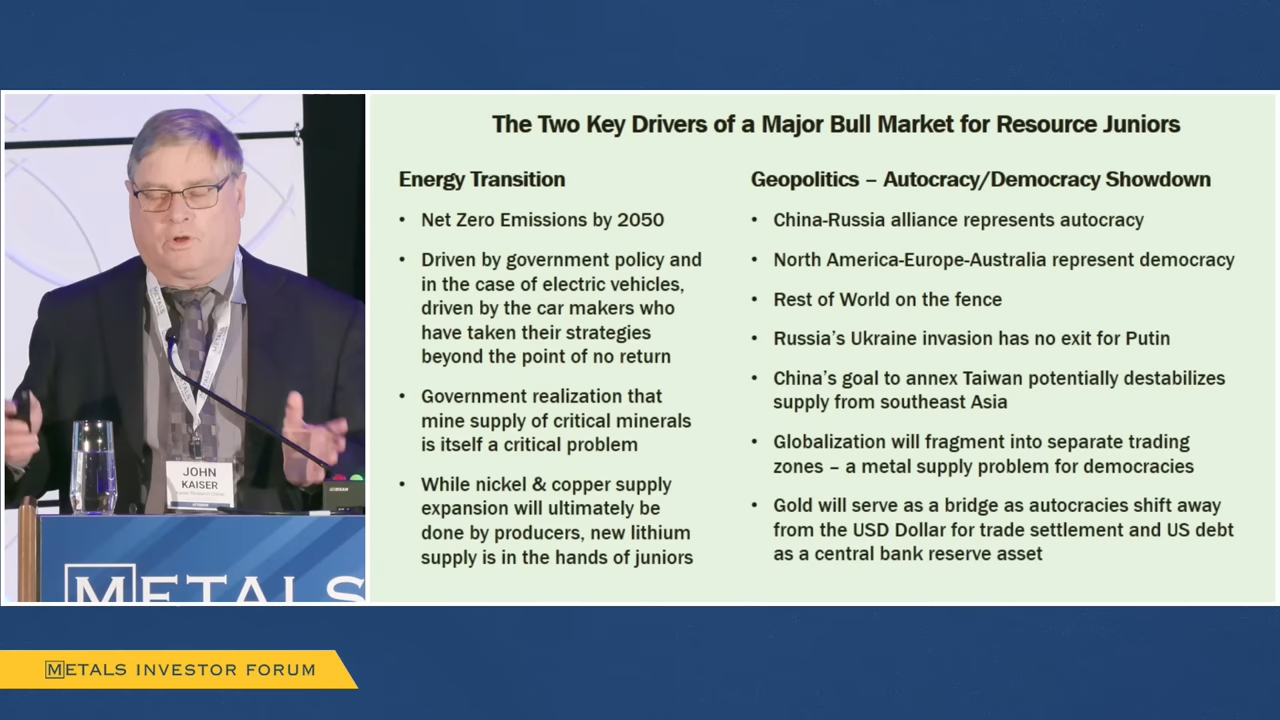 The Two Key Drivers of a Major Bull Market for Resource Juniors
Energy Transition
• Net Zero Emissions by 2050
• Driven by government policy and
in the case of electric vehicles,
driven by the car makers who
have taken their strategies
beyond the point of no return
• Government realization that
mine supply of critical minerals
is itself a critical problem
• While nickel & copper supply
expansion will ultimately be
done by producers, new lithium
supply is in the hands of juniors
Geopolitics – Autocracy/Democracy Showdown
• China-Russia alliance represents autocracy
• North America-Europe-Australia represent democracy
• Rest of World on the fence
• Russia's Ukraine invasion has no exit for Putin
• China's goal to annex Taiwan potentially destabilizes
supply from southeast Asia
• Globalization will fragment into separate trading
zones – a metal supply problem for democracies
• Gold will serve as a bridge as autocracies shift away
from the USD Dollar for trade settlement and US debt
as a central bank reserve asset
METALS
JOHN
KAISER
METALS
METALS INVESTOR FORUM